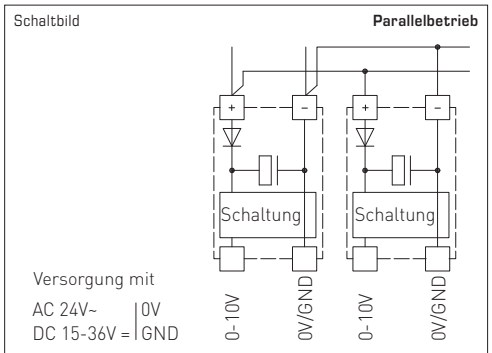 Schaltbild
Parallelbetrieb
+ − + −
Schaltung Schaltung
Versorgung mit
AC 24V~ 0V
DC 15-36V = GND
0-10V
0V/GND
0-10V
0V/GND